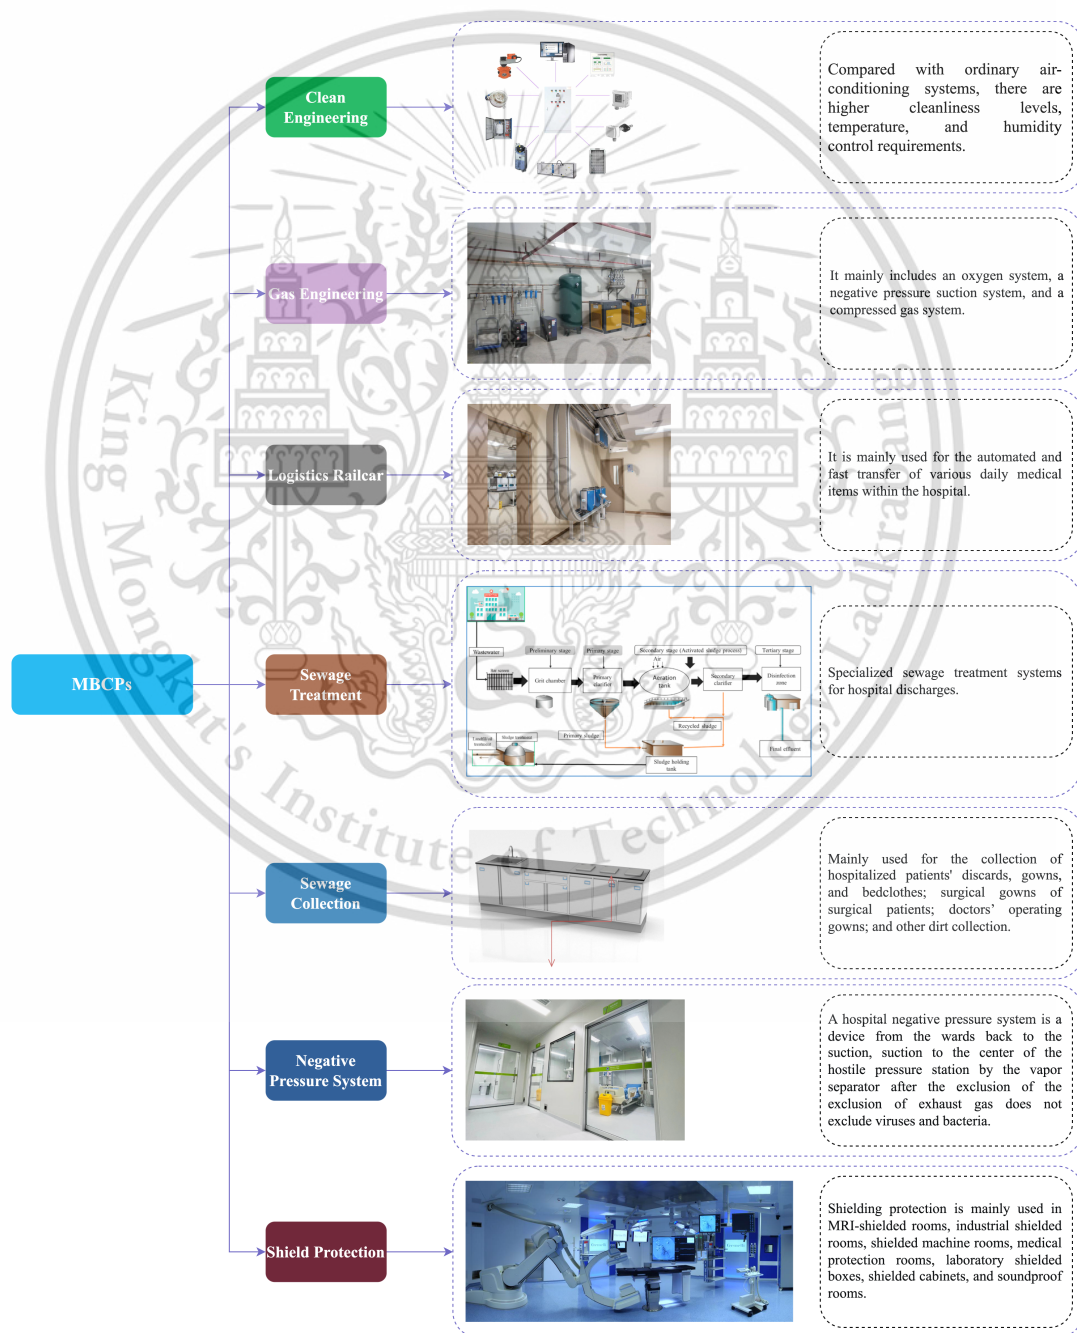 Clean
Engineering
Compared with ordinary air-
conditioning systems, there are
higher cleanliness levels,
temperature, and humidity
control requirements.
Gas Engineering
It mainly includes an oxygen system, a
negative pressure suction system, and a
compressed gas system.
Logistics Railcar
It is mainly used for the automated and
fast transfer of various daily medical
items within the hospital.
MBCPs
Sewage
Treatment
Wastewater
Preliminary stage
Primary stage
Secondary stage (Activated sludge process)
Tertiary stage
Air
Bar screen
Grit chamber
Primary
clarifier
Aeration
tank
Secondary
clarifier
Disinfection
zone
Recycled sludge
Primary sludge
Sludge treatment
Sludge holding
tank
Final effluent
Specialized sewage treatment systems
for hospital discharges.
Sewage
Collection
Mainly used for the collection of
hospitalized patients' discards, gowns,
and bedclothes; surgical gowns of
surgical patients; doctors’ operating
gowns; and other dirt collection.
Negative
Pressure System
A hospital negative pressure system is a
device from the wards back to the
suction, suction to the center of the
hostile pressure station by the vapor
separator after the exclusion of the
exclusion of exhaust gas does not
exclude viruses and bacteria.
Shield Protection
Shielding protection is mainly used in
MRI-shielded rooms, industrial shielded
rooms, shielded machine rooms, medical
protection rooms, laboratory shielded
boxes, shielded cabinets, and soundproof
rooms.
King Mongkut's Institute of Technology Ladkrabang